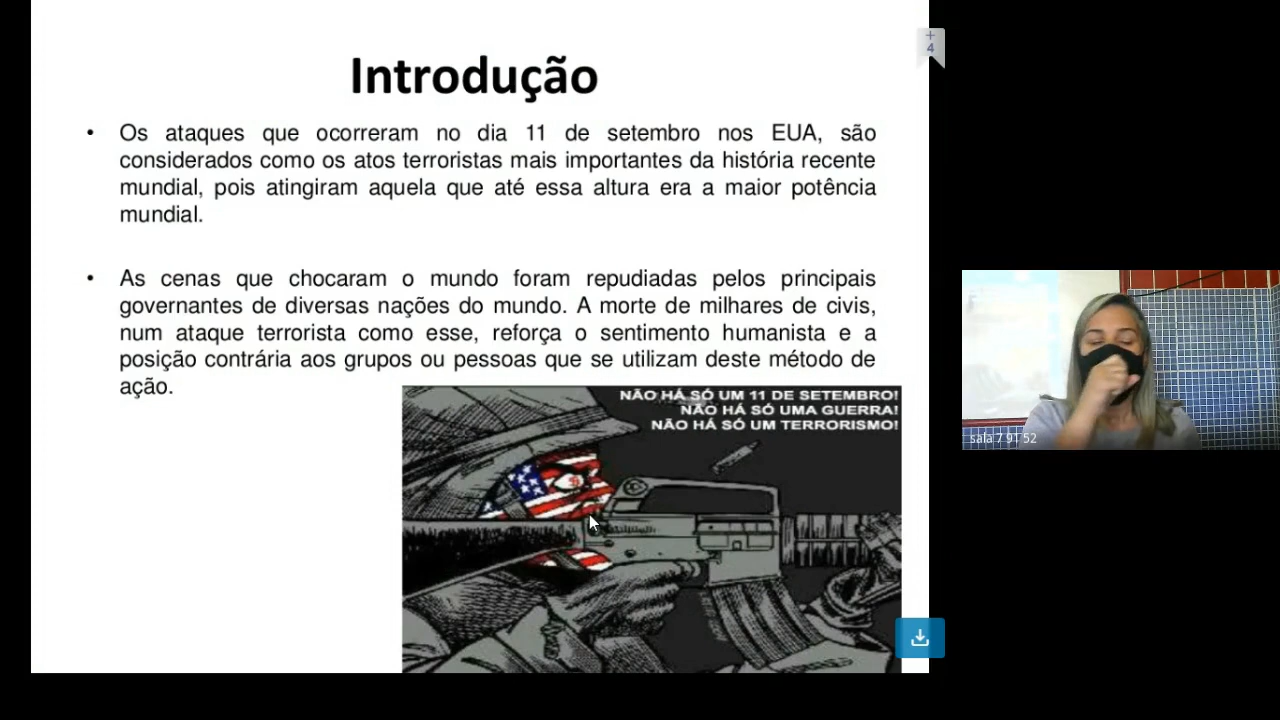 Introdução
• Os ataques que ocorreram no dia 11 de setembro nos EUA, são
considerados como os atos terroristas mais importantes da história recente
mundial, pois atingiram aquela que até essa altura era a maior potência
mundial.
• As cenas que chocaram o mundo foram repudiadas pelos principais
governantes de diversas nações do mundo. A morte de milhares de civis,
num ataque terrorista como esse, reforça o sentimento humanista e a
posição contrária aos grupos ou pessoas que se utilizam deste método de
ação.
NÃO HÁ SÓ UM 11 DE SETEMBRO!
NÃO HÁ SÓ UMA GUERRA!
NÃO HÁ SÓ UM TERRORISMO!
+
4
sala 7 91 52